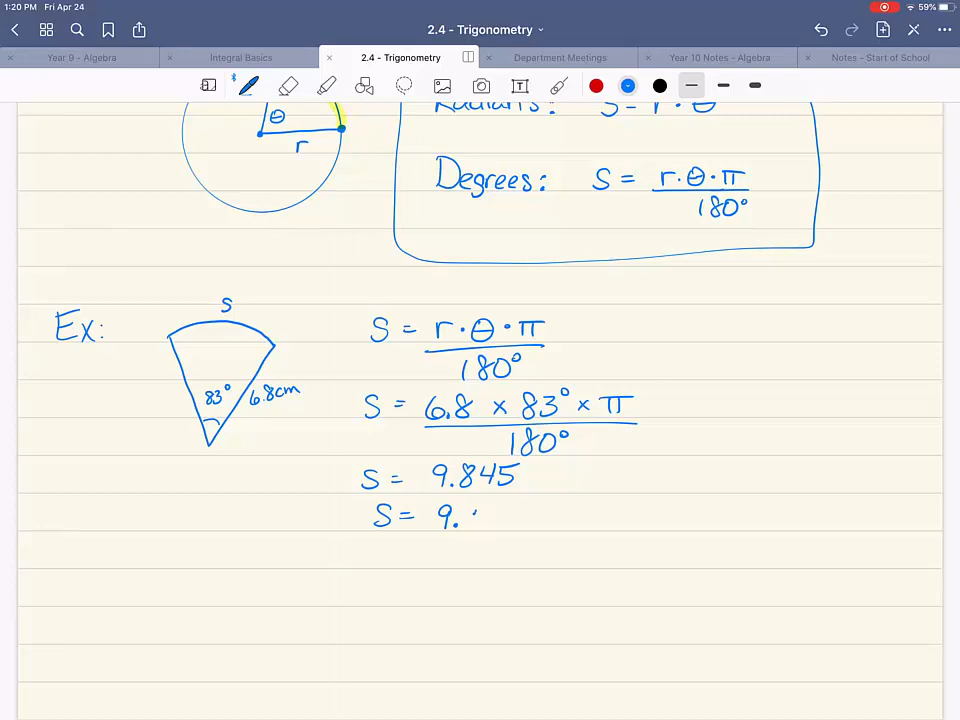 1:20 PM Fri Apr 24
59%
2.4 - Trigonometry
Year 9 - Algebra
Integral Basics
2.4 - Trigonometry
Department Meetings
Year 10 Notes - Algebra
Notes - Start of School
θ
r
Radians: S = r · θ
Degrees: S = r · θ · π
180°
Ex:
S
83°
6.8cm
S = r · θ · π
180°
S = 6.8 × 83° × π
180°
S = 9.845
S = 9.